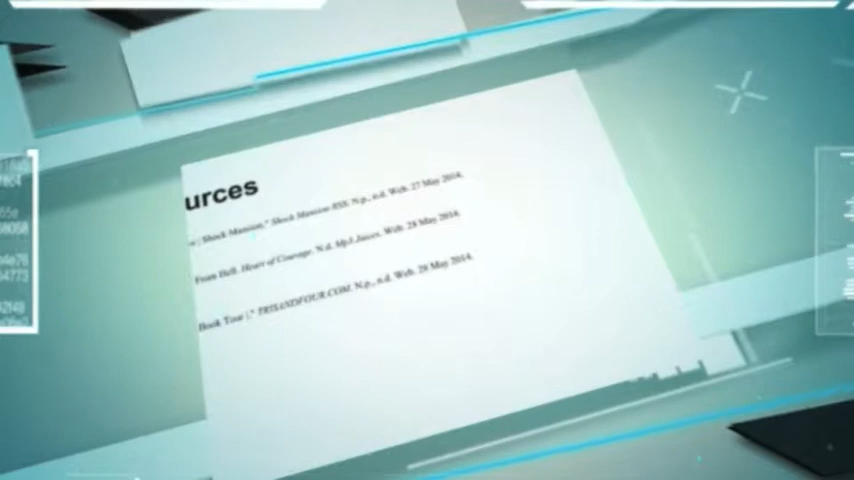 urces
r | Shock Mansion." Shock Mansion RSS. N.p., n.d. Web. 27 May 2014.
From Hell. Heart of Courage. N.d. Mp3 Juices. Web. 28 May 2014.
Book Tour |." TRISANDFOUR.COM. N.p., n.d. Web. 28 May 2014.